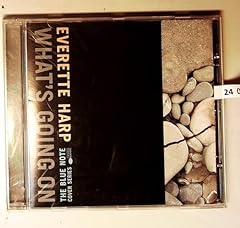 EVERETTE HARP
WHAT'S GOING ON
THE BLUE NOTE
COVER SERIES
24